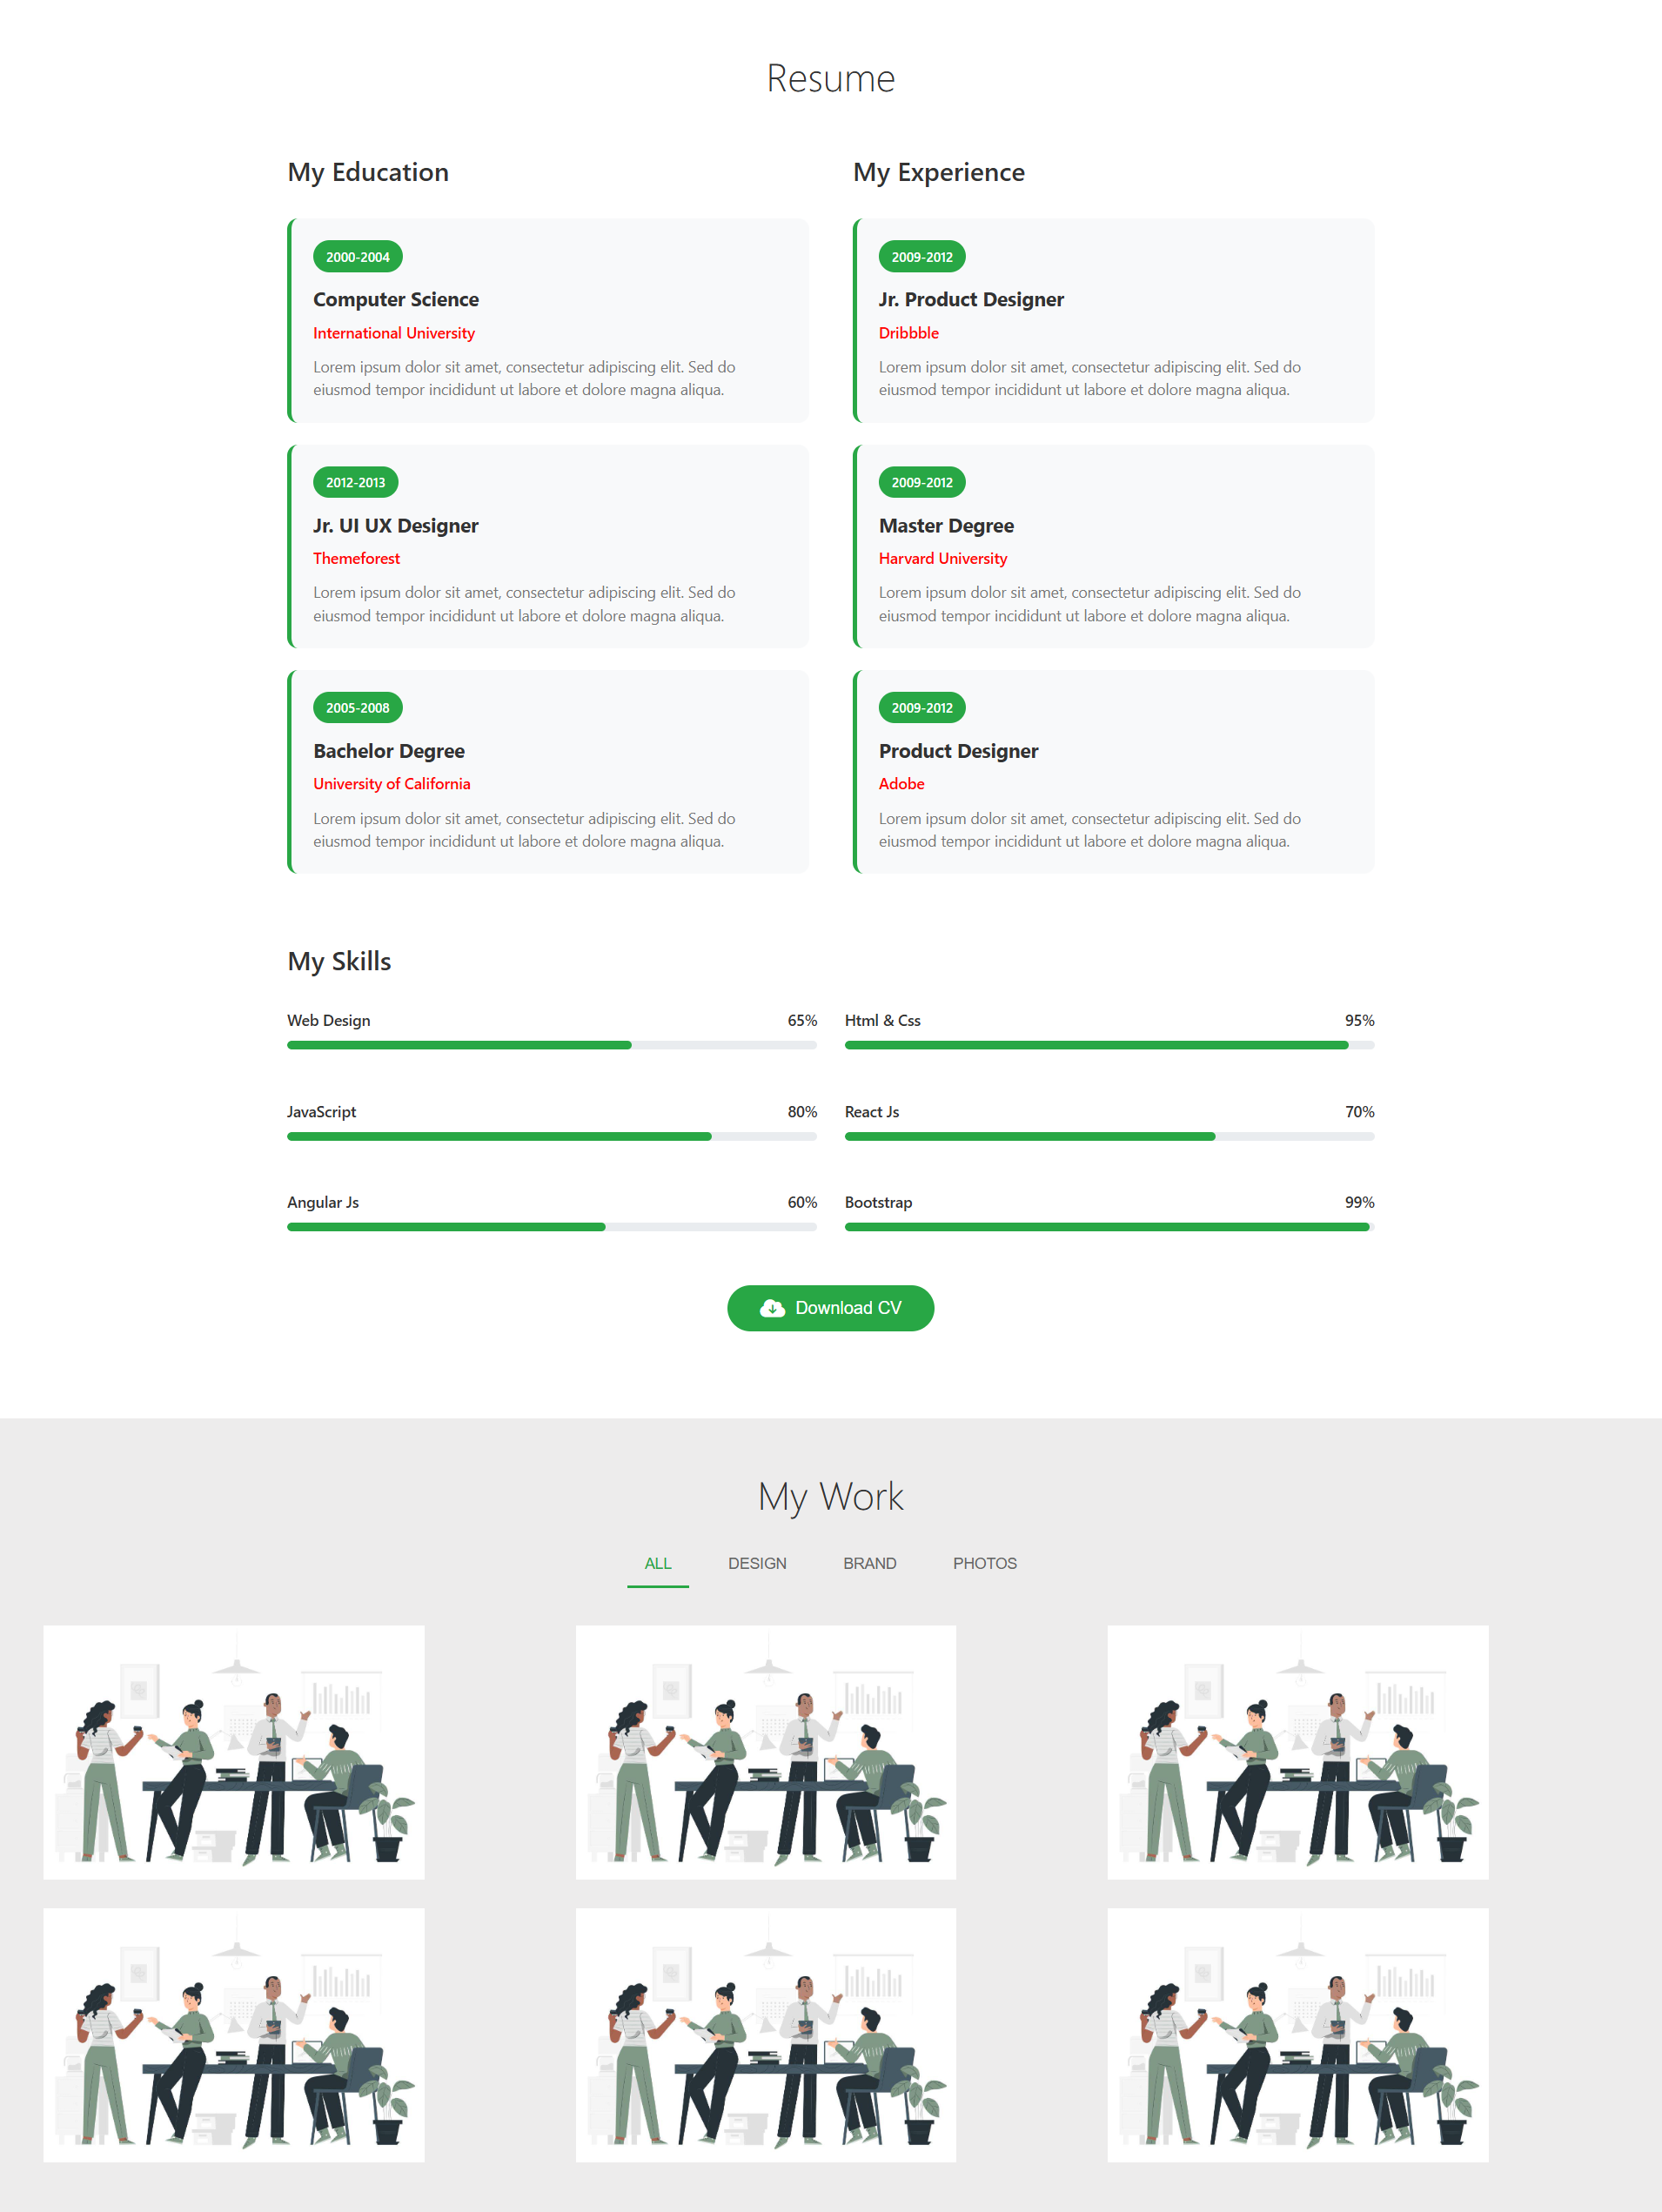 Resume
My Education
2000-2004
Computer Science
International University
Lorem ipsum dolor sit amet, consectetur adipiscing elit. Sed do
eiusmod tempor incididunt ut labore et dolore magna aliqua.
2012-2013
Jr. UI UX Designer
Themeforest
Lorem ipsum dolor sit amet, consectetur adipiscing elit. Sed do
eiusmod tempor incididunt ut labore et dolore magna aliqua.
2005-2008
Bachelor Degree
University of California
Lorem ipsum dolor sit amet, consectetur adipiscing elit. Sed do
eiusmod tempor incididunt ut labore et dolore magna aliqua.
My Experience
2009-2012
Jr. Product Designer
Dribbble
Lorem ipsum dolor sit amet, consectetur adipiscing elit. Sed do
eiusmod tempor incididunt ut labore et dolore magna aliqua.
2009-2012
Master Degree
Harvard University
Lorem ipsum dolor sit amet, consectetur adipiscing elit. Sed do
eiusmod tempor incididunt ut labore et dolore magna aliqua.
2009-2012
Product Designer
Adobe
Lorem ipsum dolor sit amet, consectetur adipiscing elit. Sed do
eiusmod tempor incididunt ut labore et dolore magna aliqua.
My Skills
Web Design 65%
Html & Css 95%
JavaScript 80%
React Js 70%
Angular Js 60%
Bootstrap 99%
Download CV
My Work
ALL DESIGN BRAND PHOTOS